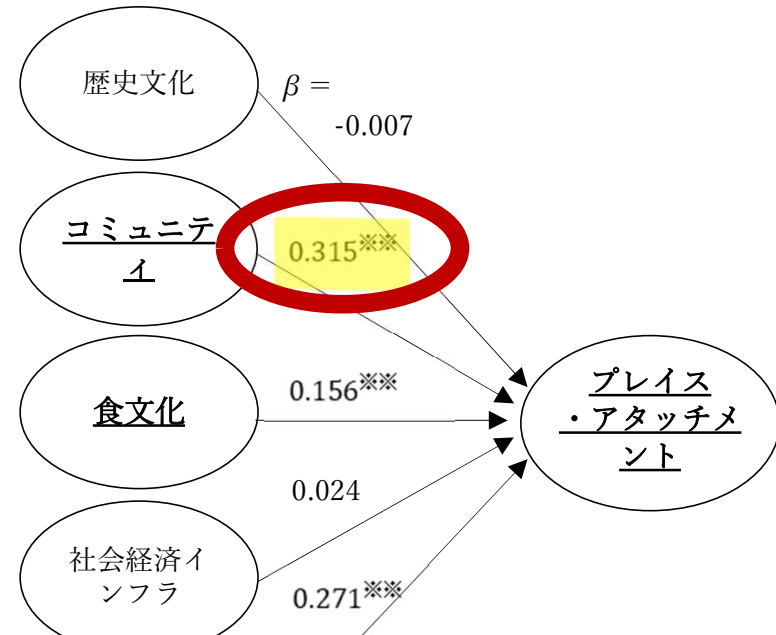 歴史文化
β =
-0.007
コミュニテ
ィ
0.315※※
食文化
0.156※※
プレイス
・アタッチメ
ント
0.024
社会経済イ
ンフラ
0.271※※